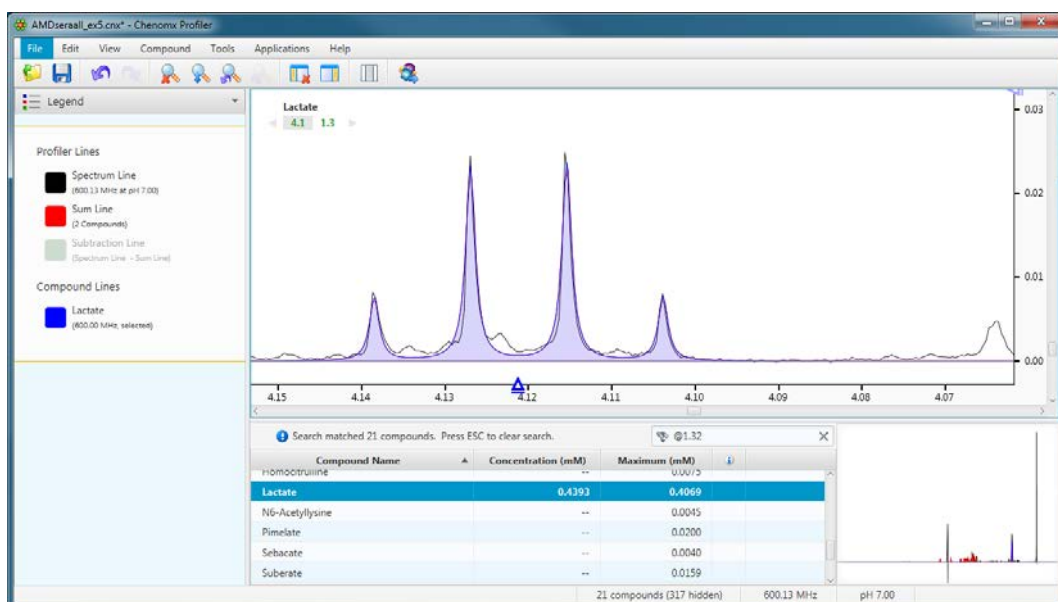 AMDseraall_ex5.cnx* - Chenomx Profiler
File Edit View Compound Tools Applications Help
Legend
Profiler Lines
Spectrum Line
(600.13 MHz at pH 7.00)
Sum Line
(2 Compounds)
Subtraction Line
(Spectrum Line - Sum Line)
Compound Lines
Lactate
(600.00 MHz, selected)
Lactate
4.1 1.3
0.03
0.02
0.01
0.00
4.15 4.14 4.13 4.12 4.11 4.10 4.09 4.08 4.07
Search matched 21 compounds. Press ESC to clear search. @1.32
Compound Name Concentration (mM) Maximum (mM)
Homocitrulline -- 0.0075
Lactate 0.4393 0.4069
N6-Acetyllysine -- 0.0045
Pimelate -- 0.0200
Sebacate -- 0.0040
Suberate -- 0.0159
21 compounds (317 hidden) 600.13 MHz pH 7.00